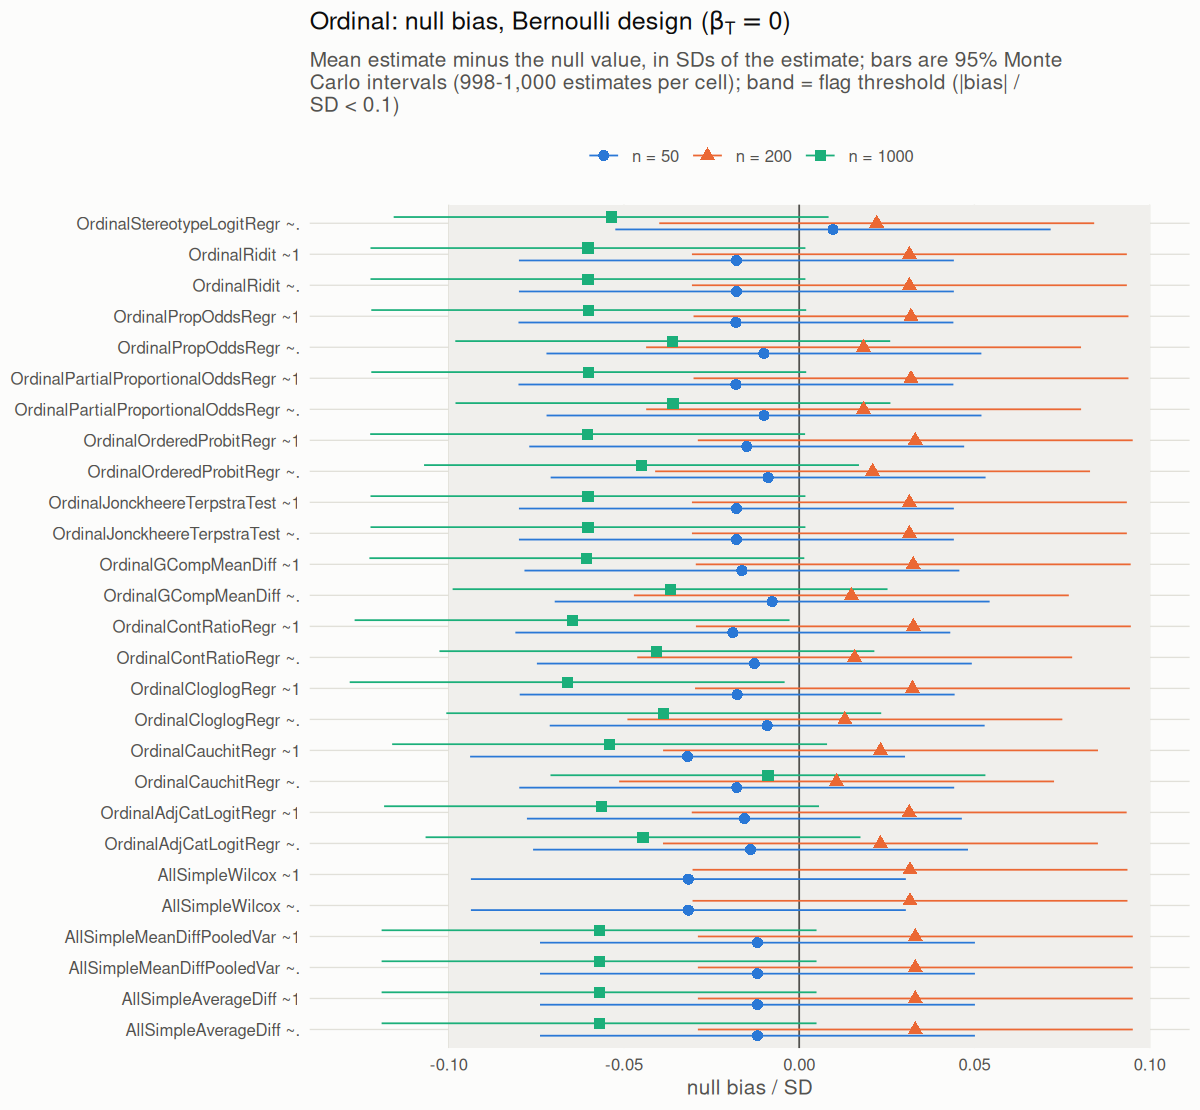 Ordinal: null bias, Bernoulli design (βT = 0)
Mean estimate minus the null value, in SDs of the estimate; bars are 95% Monte
Carlo intervals (998-1,000 estimates per cell); band = flag threshold (|bias| /
SD < 0.1)
n = 50 n = 200 n = 1000
OrdinalStereotypeLogitRegr ~.
OrdinalRidit ~1
OrdinalRidit ~.
OrdinalPropOddsRegr ~1
OrdinalPropOddsRegr ~.
OrdinalPartialProportionalOddsRegr ~1
OrdinalPartialProportionalOddsRegr ~.
OrdinalOrderedProbitRegr ~1
OrdinalOrderedProbitRegr ~.
OrdinalJonckheereTerpstraTest ~1
OrdinalJonckheereTerpstraTest ~.
OrdinalGCompMeanDiff ~1
OrdinalGCompMeanDiff ~.
OrdinalContRatioRegr ~1
OrdinalContRatioRegr ~.
OrdinalCloglogRegr ~1
OrdinalCloglogRegr ~.
OrdinalCauchitRegr ~1
OrdinalCauchitRegr ~.
OrdinalAdjCatLogitRegr ~1
OrdinalAdjCatLogitRegr ~.
AllSimpleWilcox ~1
AllSimpleWilcox ~.
AllSimpleMeanDiffPooledVar ~1
AllSimpleMeanDiffPooledVar ~.
AllSimpleAverageDiff ~1
AllSimpleAverageDiff ~.
-0.10 -0.05 0.00 0.05 0.10
null bias / SD